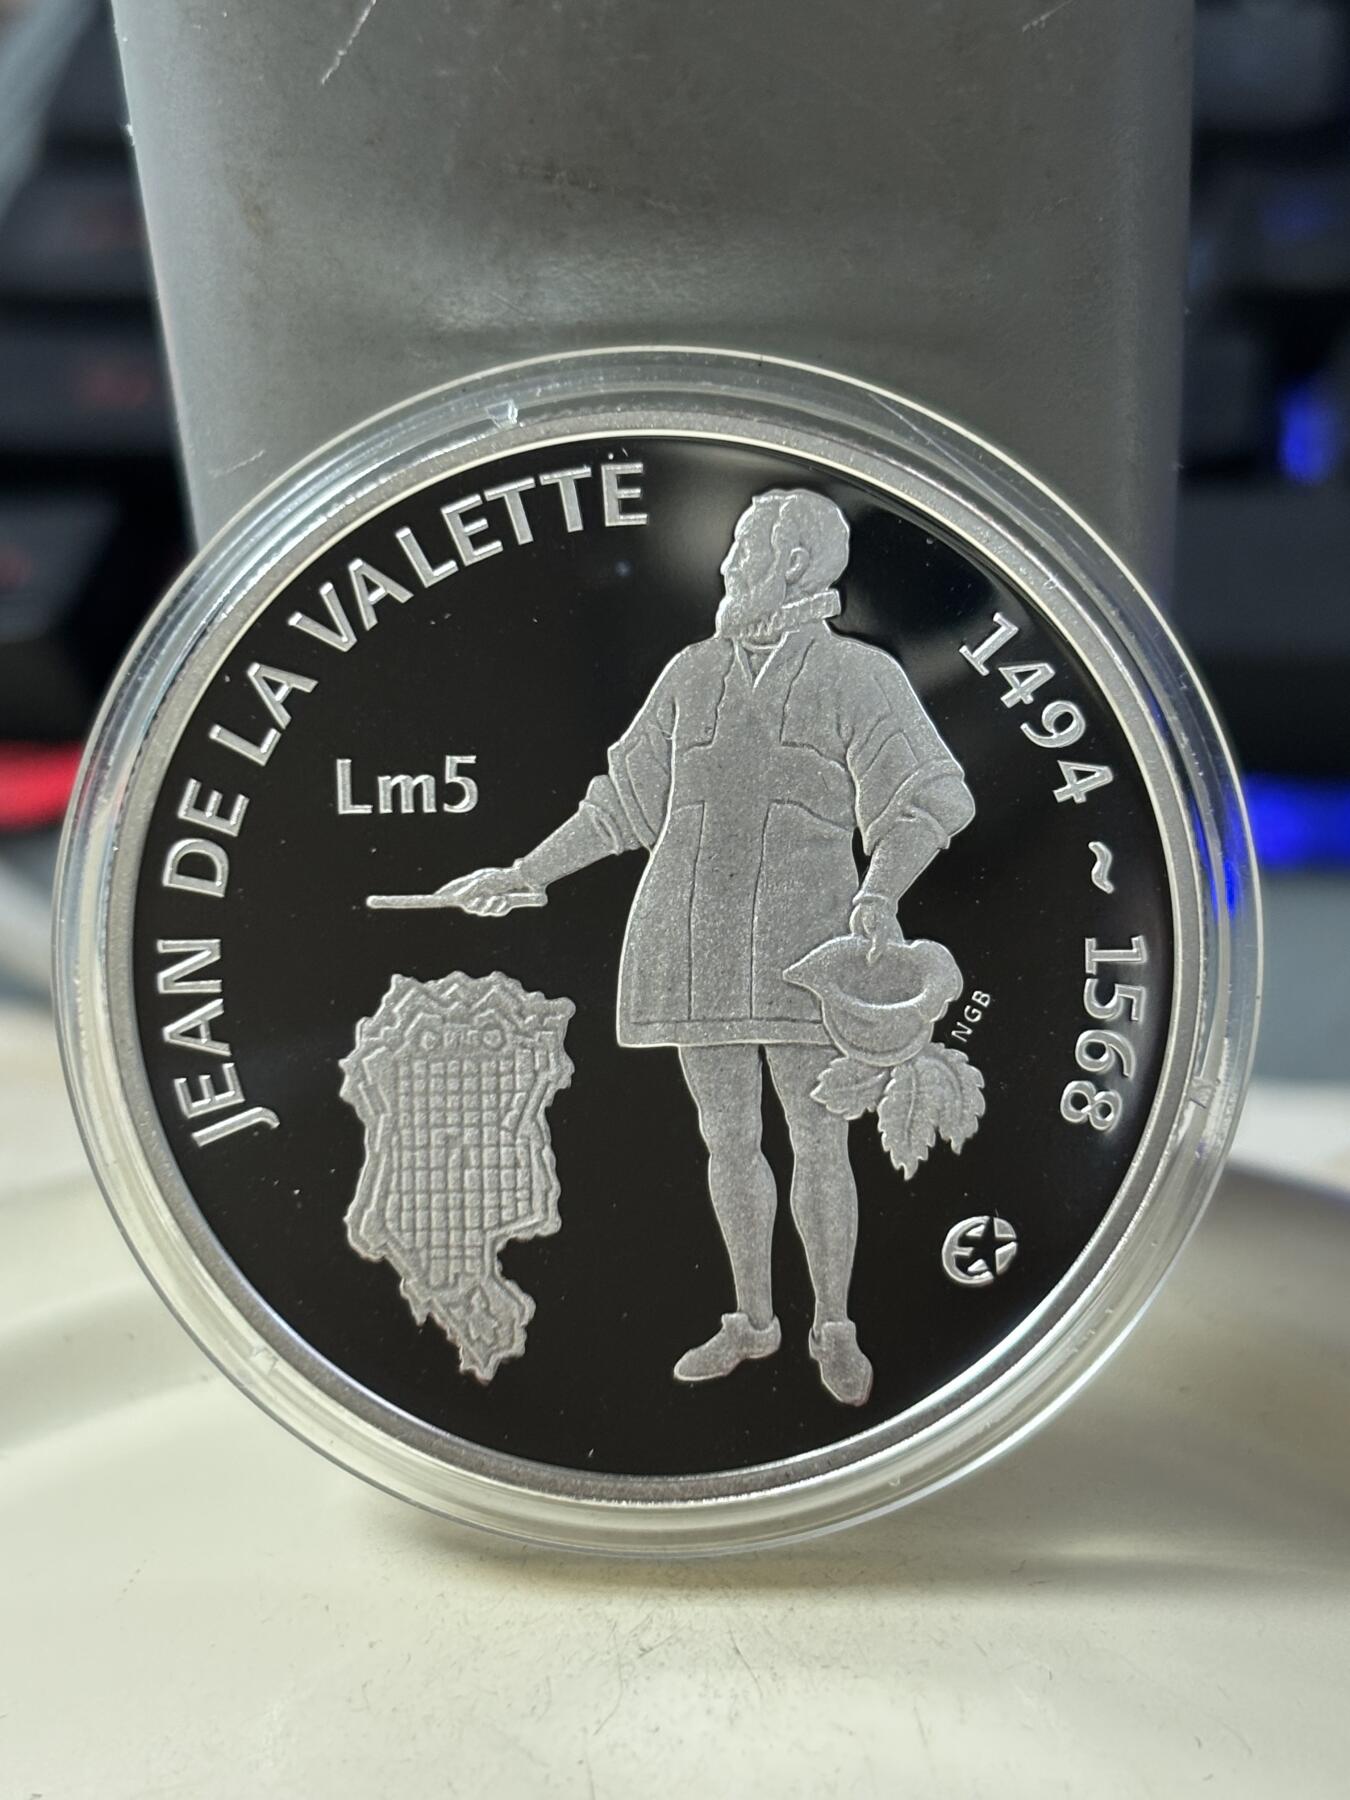 JEAN DE LA VALETTE
1494 ~ 1568
Lm5
NGB